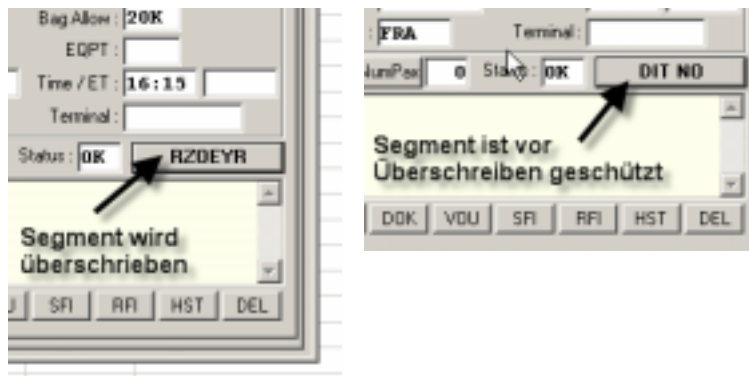 Bag Allow : 20K
EQPT :
Time / ET : 16:15
Terminal :
Status : OK RZDEYR
Segment wird
überschrieben
SFI RFI HST DEL
: FRA Terminal :
NumPax 0 Status : OK DIT NO
Segment ist vor
Überschreiben geschützt
DOK VOU SFI RFI HST DEL